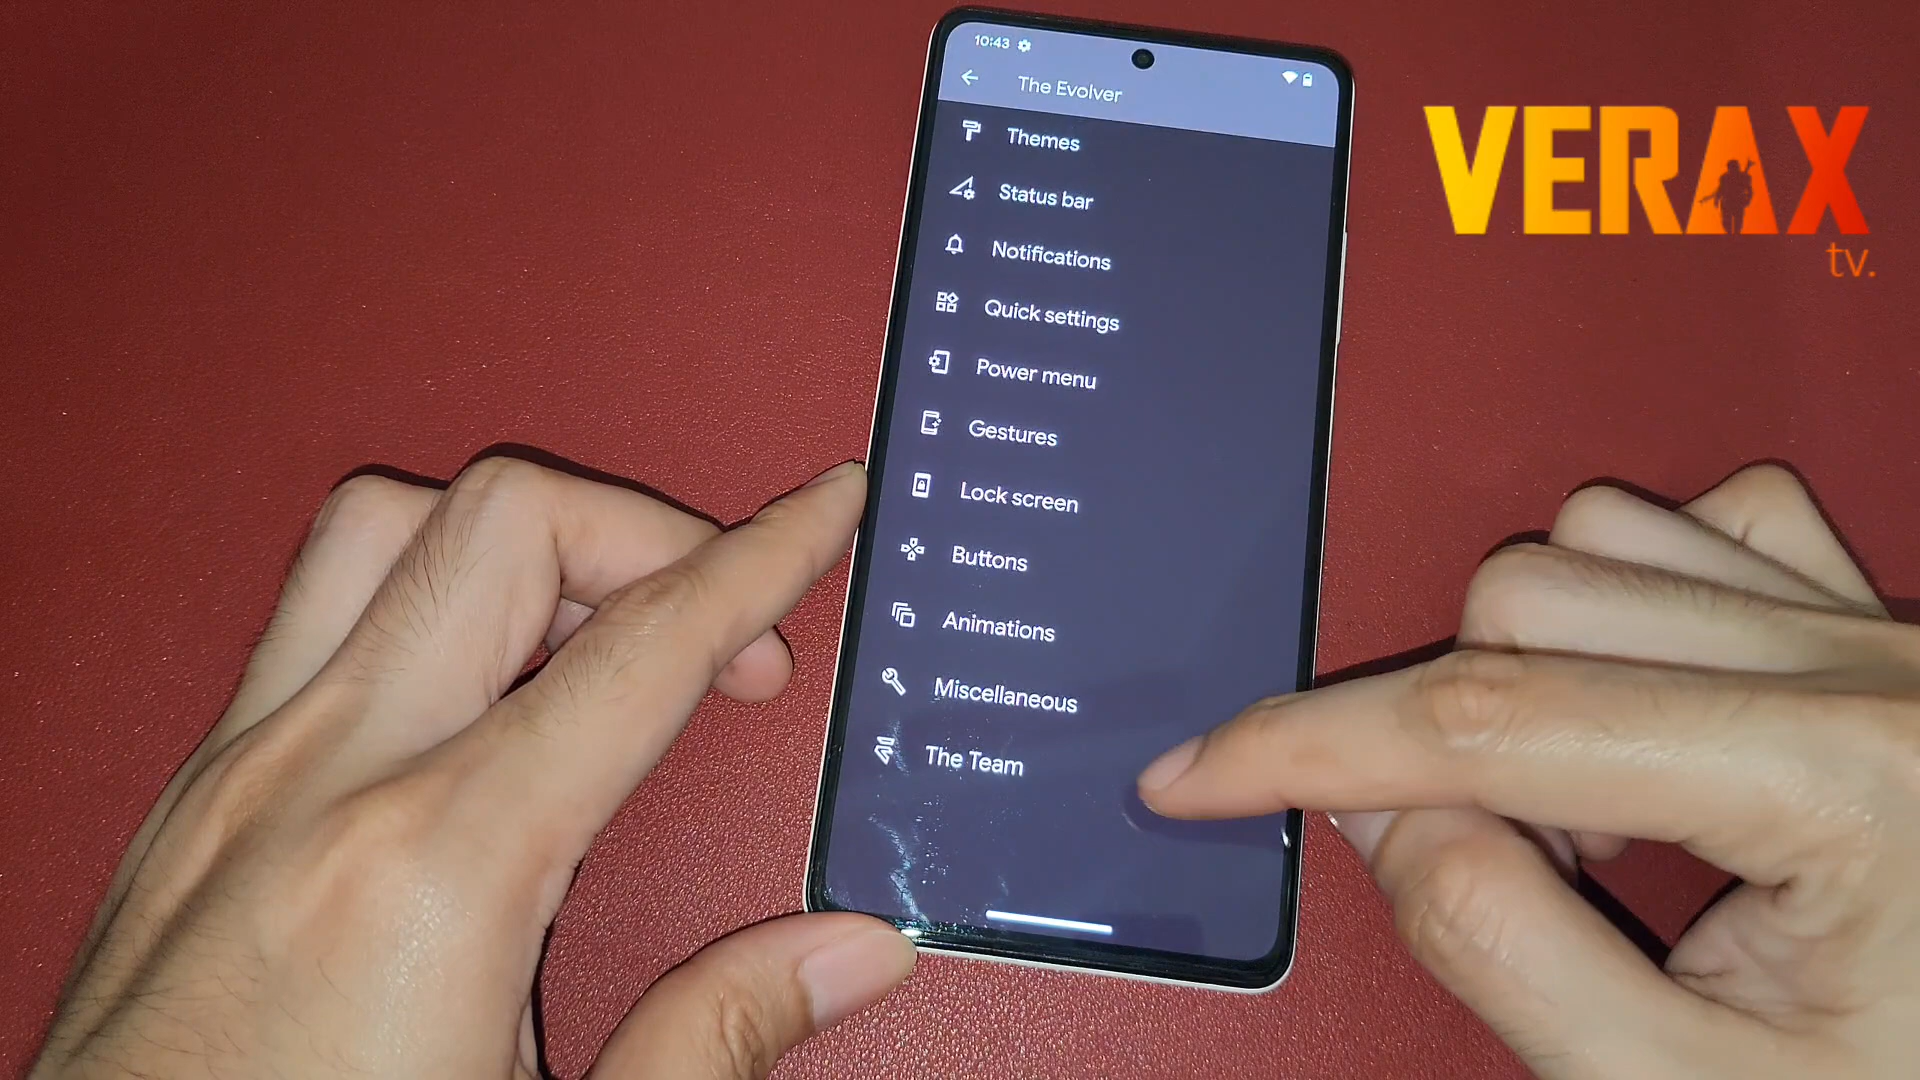 10:43
The Evolver
Themes
Status bar
Notifications
Quick settings
Power menu
Gestures
Lock screen
Buttons
Animations
Miscellaneous
The Team
VERAX
tv.